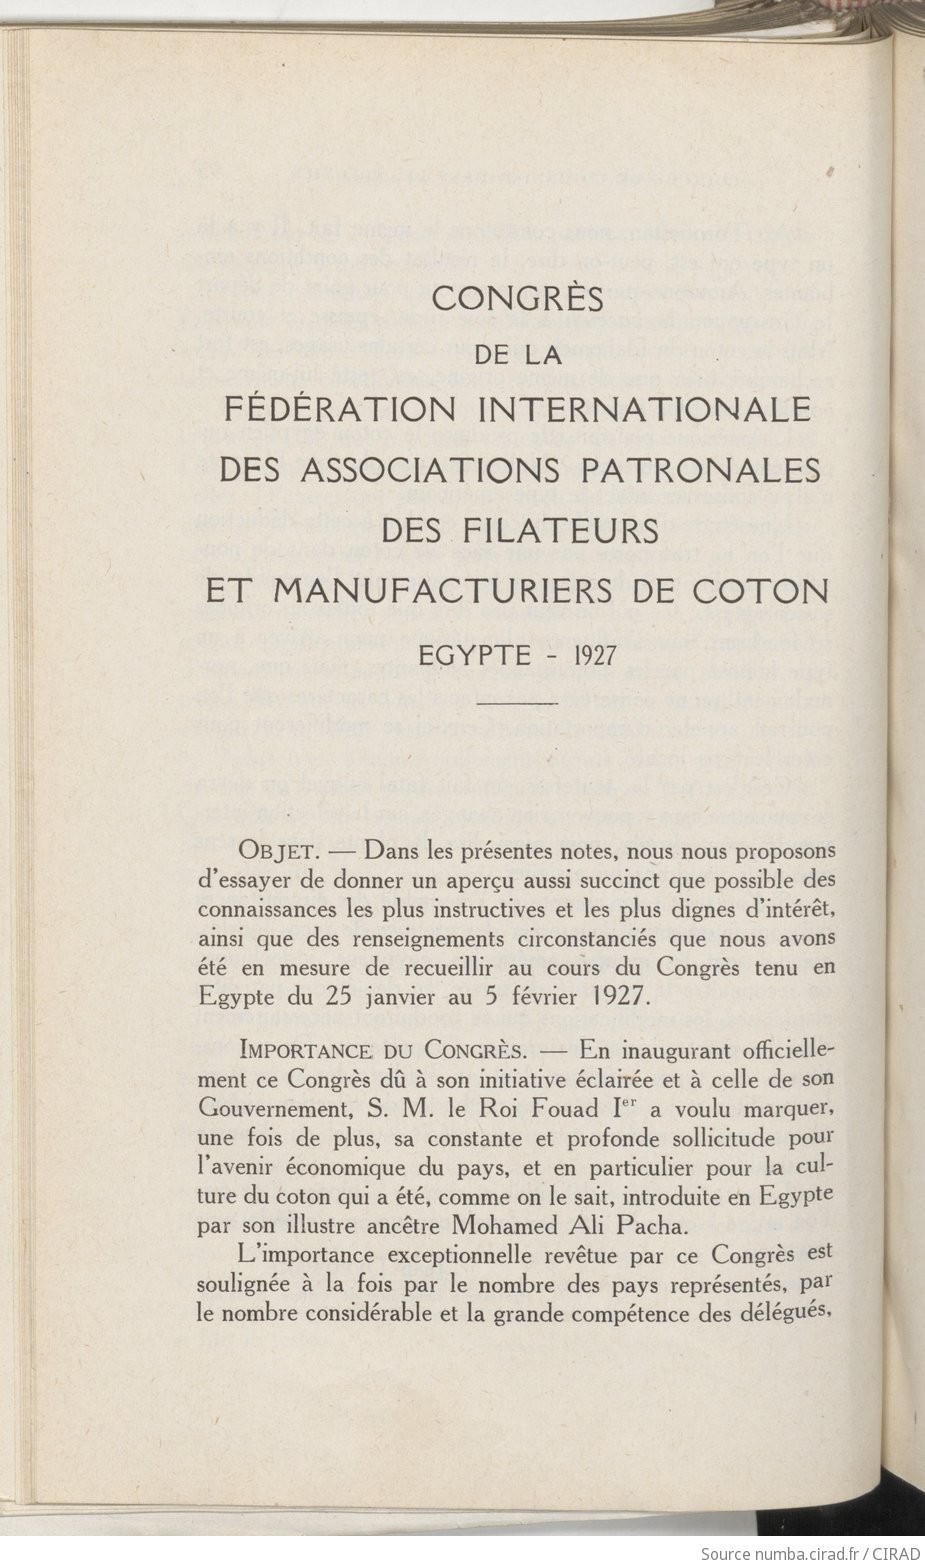 CONGRÈS
DE LA
FÉDÉRATION INTERNATIONALE
DES ASSOCIATIONS PATRONALES
DES FILATEURS
ET MANUFACTURIERS DE COTON
EGYPTE - 1927
OBJET. — Dans les présentes notes, nous nous proposons
d'essayer de donner un aperçu aussi succinct que possible des
connaissances les plus instructives et les plus dignes d'intérêt,
ainsi que des renseignements circonstanciés que nous avons
été en mesure de recueillir au cours du Congrès tenu en
Egypte du 25 janvier au 5 février 1927.
IMPORTANCE DU CONGRÈS. — En inaugurant officielle-
ment ce Congrès dû à son initiative éclairée et à celle de son
Gouvernement, S. M. le Roi Fouad Ier a voulu marquer,
une fois de plus, sa constante et profonde sollicitude pour
l'avenir économique du pays, et en particulier pour la cul-
ture du coton qui a été, comme on le sait, introduite en Egypte
par son illustre ancêtre Mohamed Ali Pacha.
L'importance exceptionnelle revêtue par ce Congrès est
soulignée à la fois par le nombre des pays représentés, par
le nombre considérable et la grande compétence des délégués,
Source numba.cirad.fr / CIRAD